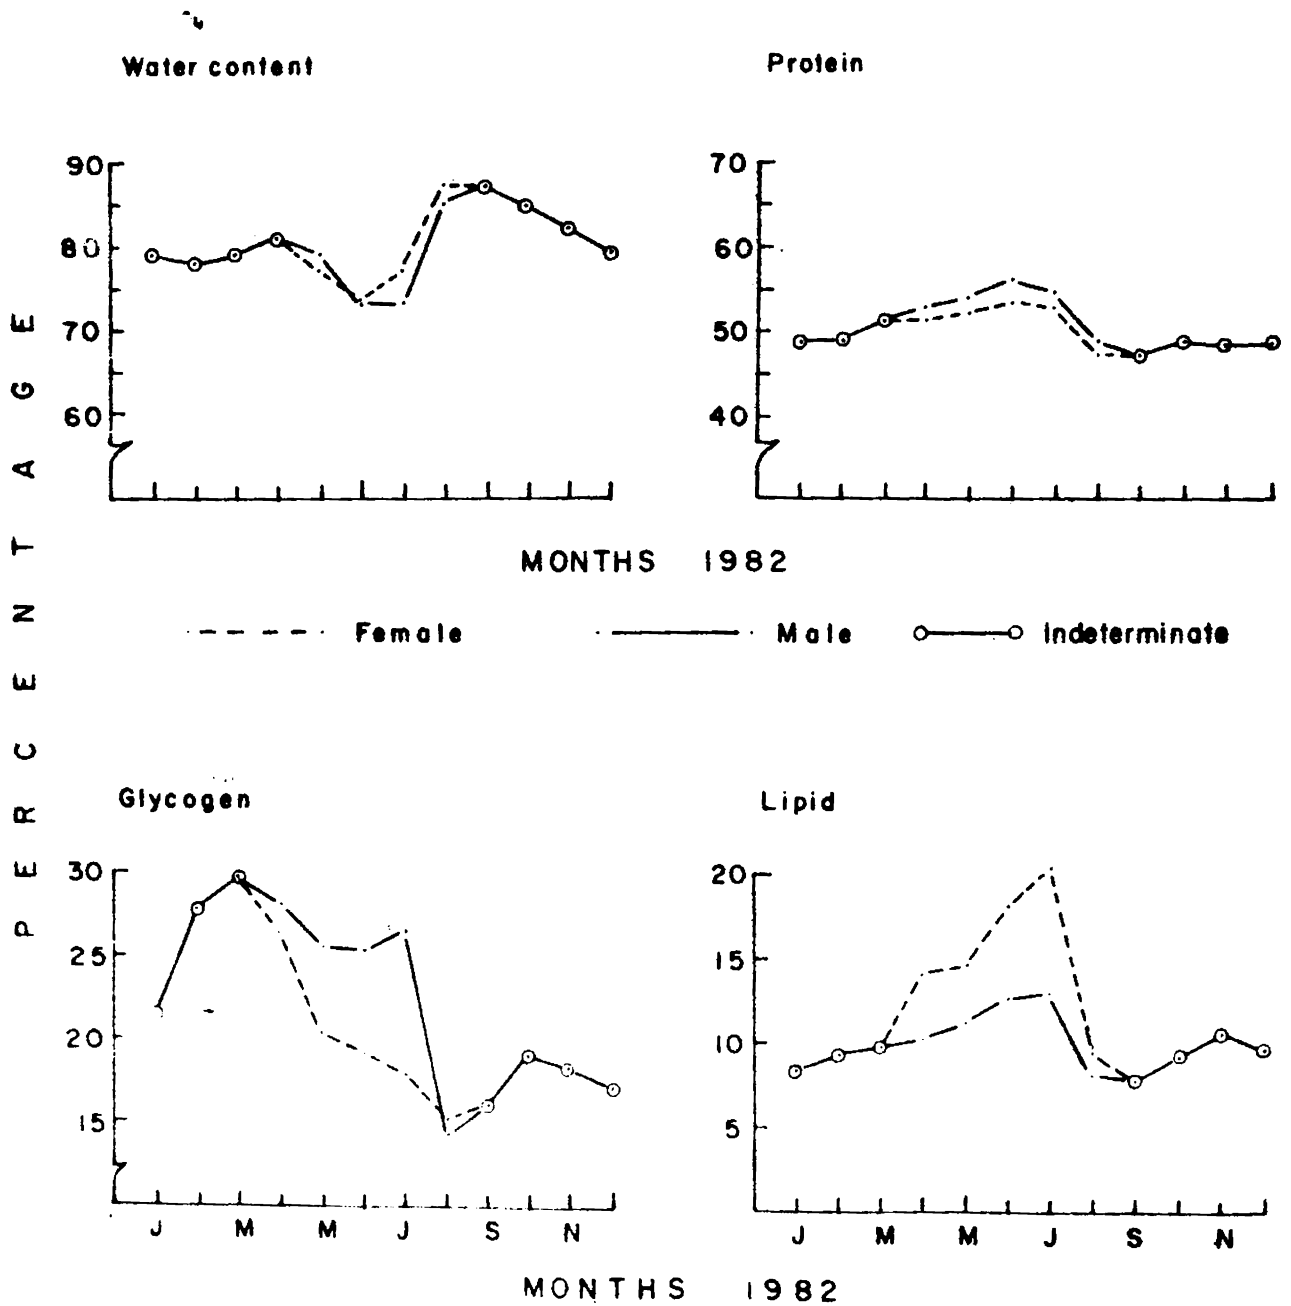 Water content
Protein
90
80
70
60
70
60
50
40
PERCENTAGE
MONTHS 1982
Female
Male
Indeterminate
Glycogen
Lipid
30
25
20
15
20
15
10
5
J M M J S N
J M M J S N
MONTHS 1982